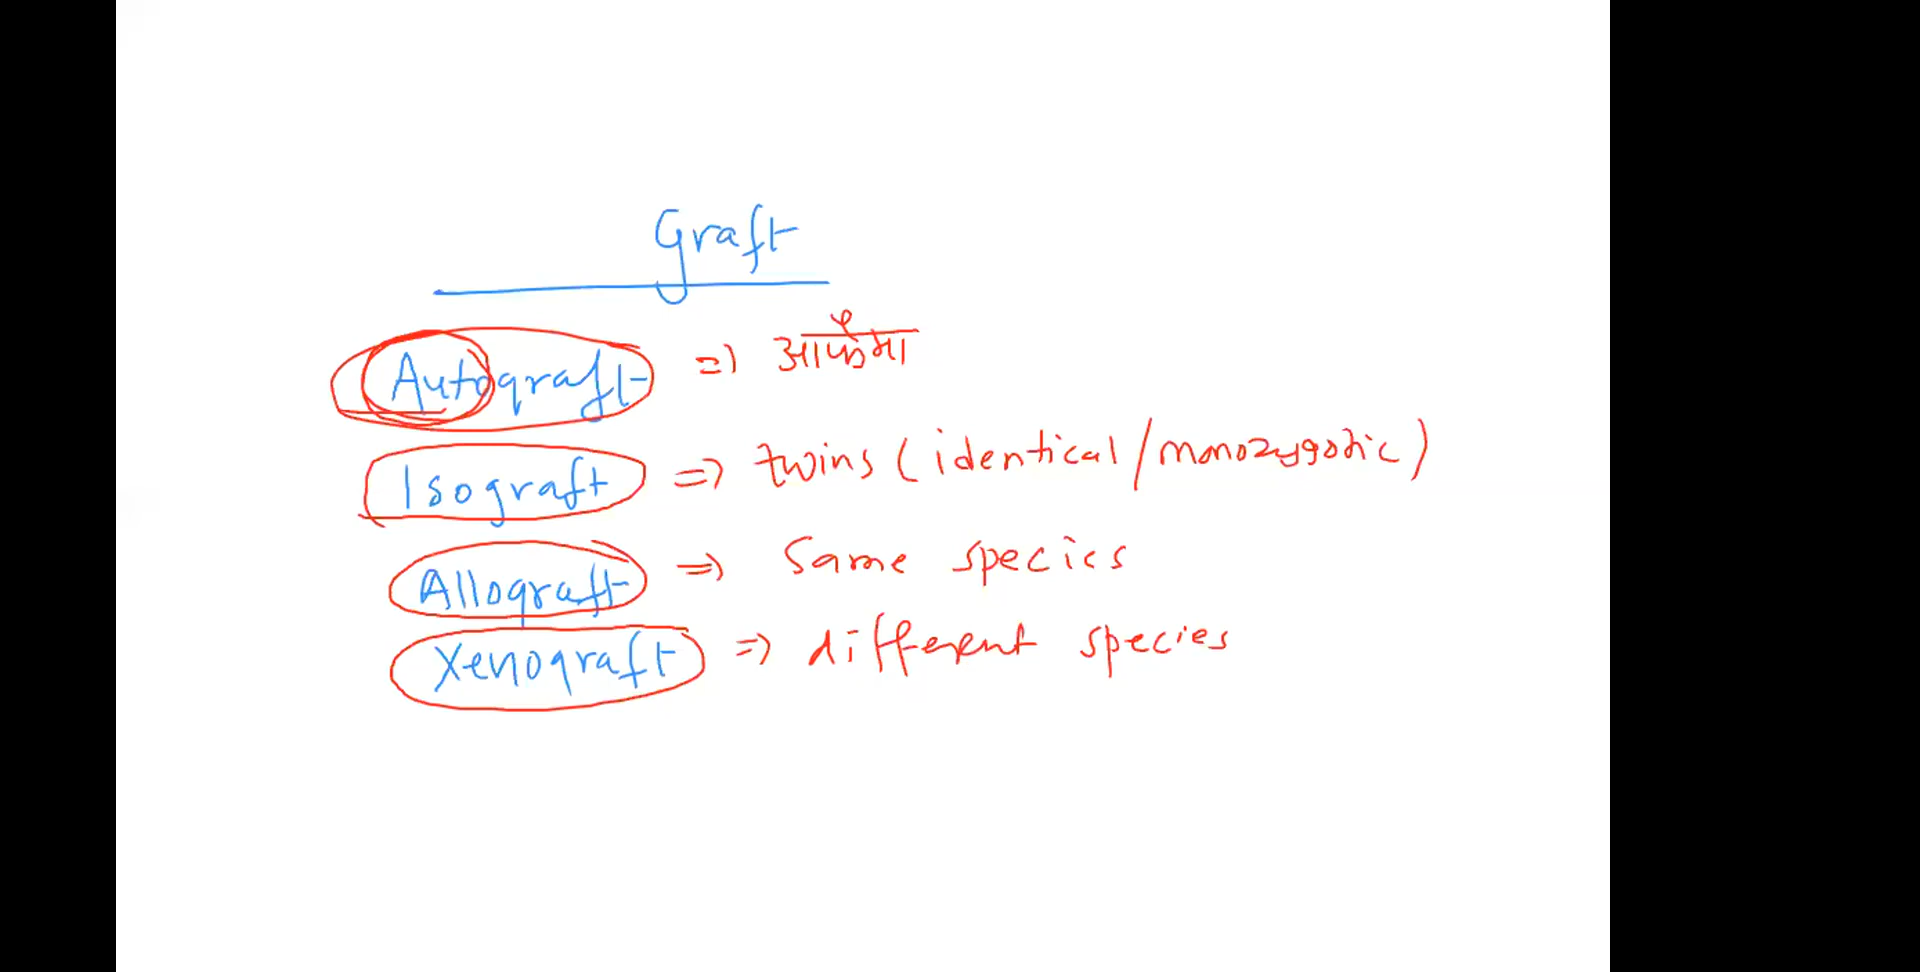 Graft
Autograft => आफैमा
Isograft => twins (identical/monozygotic)
Allograft => Same species
Xenograft => different species